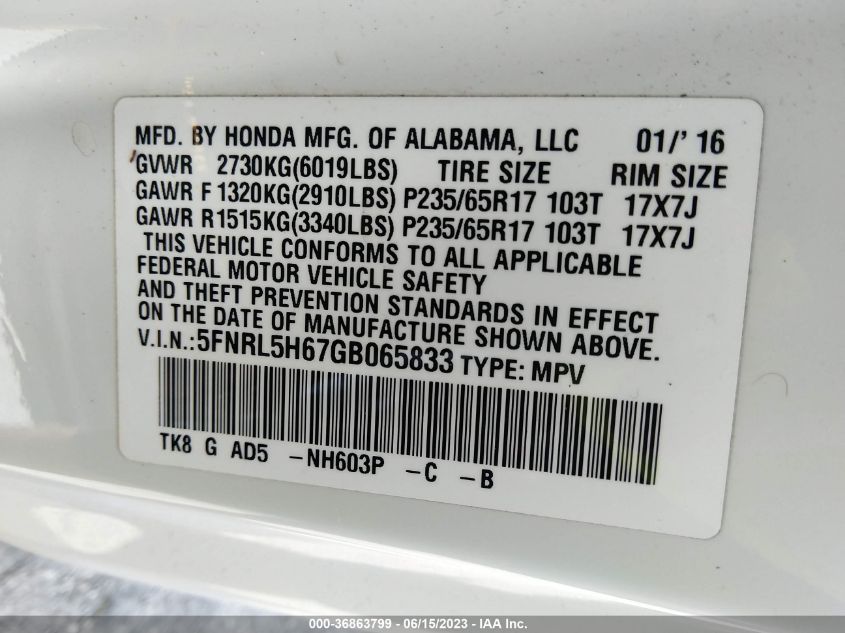 MFD. BY HONDA MFG. OF ALABAMA, LLC 01/' 16
GVWR 2730KG(6019LBS) TIRE SIZE RIM SIZE
GAWR F 1320KG(2910LBS) P235/65R17 103T 17X7J
GAWR R1515KG(3340LBS) P235/65R17 103T 17X7J
THIS VEHICLE CONFORMS TO ALL APPLICABLE
FEDERAL MOTOR VEHICLE SAFETY
AND THEFT PREVENTION STANDARDS IN EFFECT
ON THE DATE OF MANUFACTURE SHOWN ABOVE.
V.I.N.:5FNRL5H67GB065833 TYPE: MPV
TK8 G AD5 –NH603P –C –B
000-36863799 - 06/15/2023 - IAA Inc.